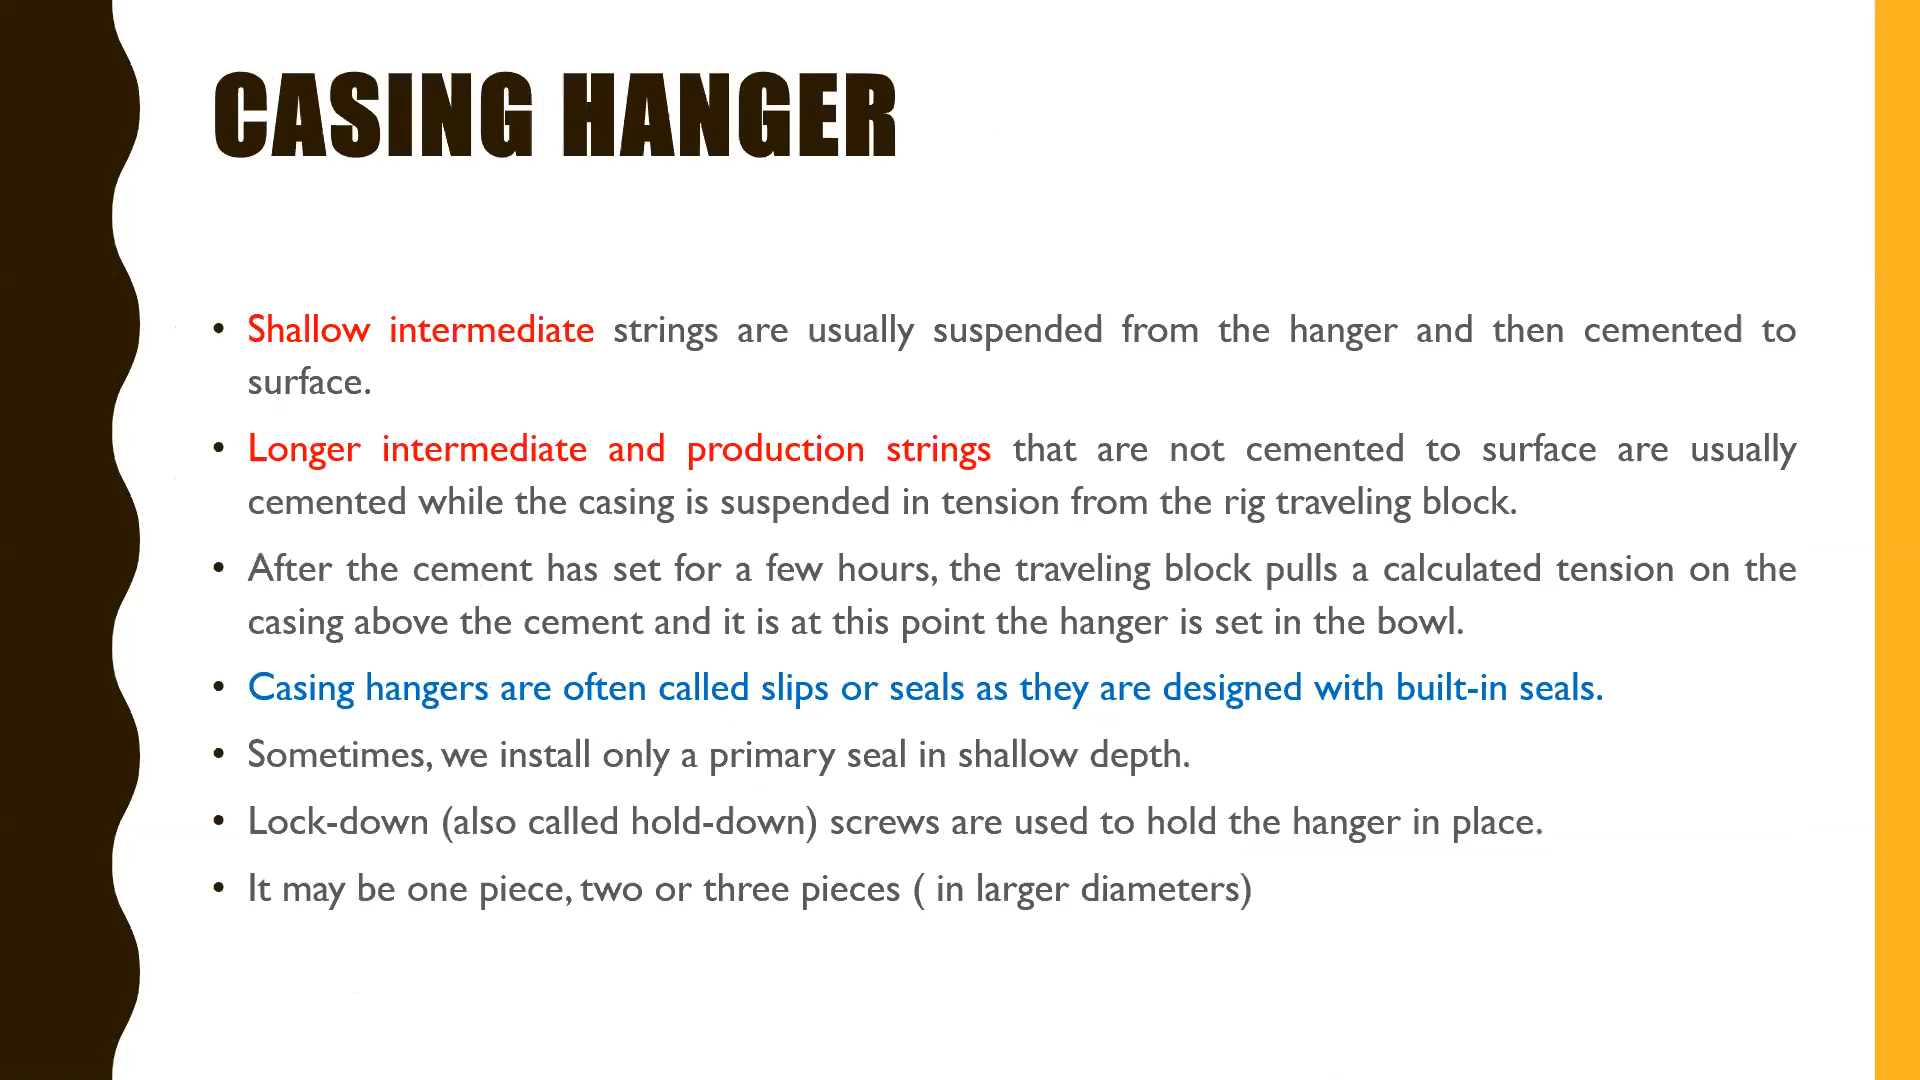 CASING HANGER
• Shallow intermediate strings are usually suspended from the hanger and then cemented to
surface.
• Longer intermediate and production strings that are not cemented to surface are usually
cemented while the casing is suspended in tension from the rig traveling block.
• After the cement has set for a few hours, the traveling block pulls a calculated tension on the
casing above the cement and it is at this point the hanger is set in the bowl.
• Casing hangers are often called slips or seals as they are designed with built-in seals.
• Sometimes, we install only a primary seal in shallow depth.
• Lock-down (also called hold-down) screws are used to hold the hanger in place.
• It may be one piece, two or three pieces ( in larger diameters)